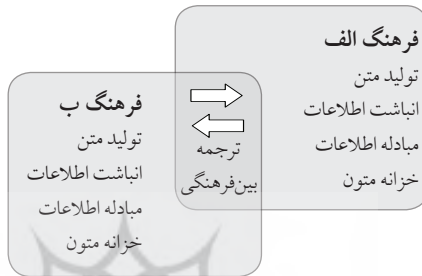 فرهنگ الف
تولید متن
انباشت اطلاعات
مبادله اطلاعات
خزانه متون
ترجمه
بین‌فرهنگی
فرهنگ ب
تولید متن
انباشت اطلاعات
مبادله اطلاعات
خزانه متون